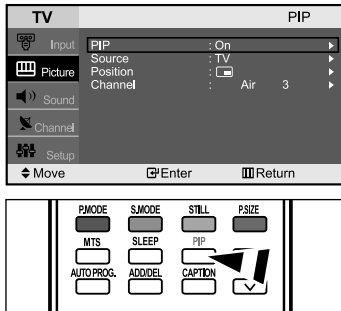 TV PIP
Input
Picture
Sound
Channel
Setup
PIP : On
Source : TV
Position :
Channel : Air 3
Move Enter Return
P.MODE S.MODE STILL P.SIZE
MTS SLEEP PIP
AUTO PROG. ADD/DEL CAPTION